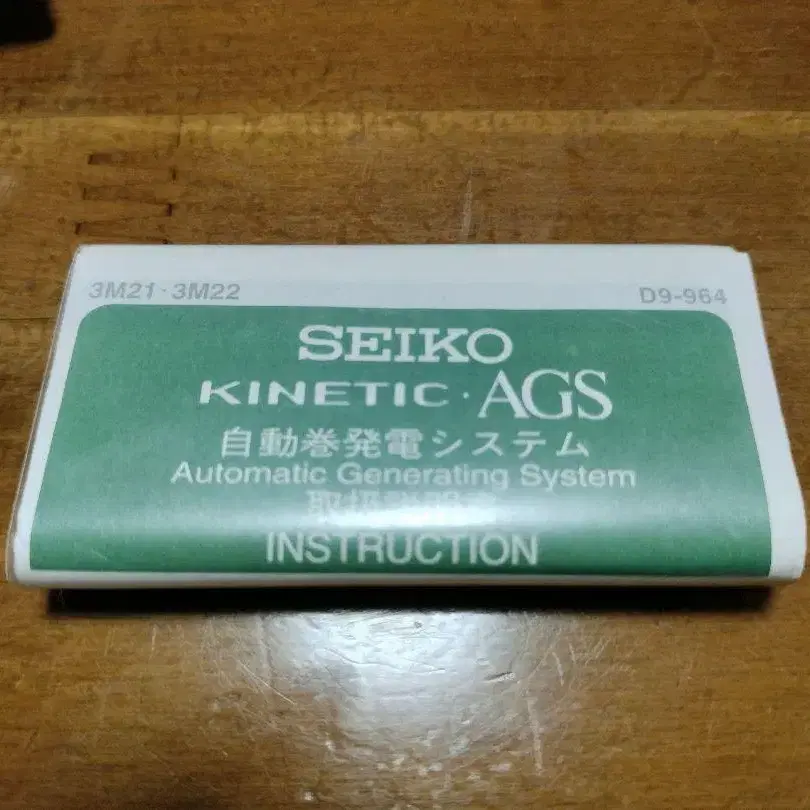 3M21・3M22
D9-964
SEIKO
KINETIC・AGS
自動巻発電システム
Automatic Generating System
取扱説明書
INSTRUCTION